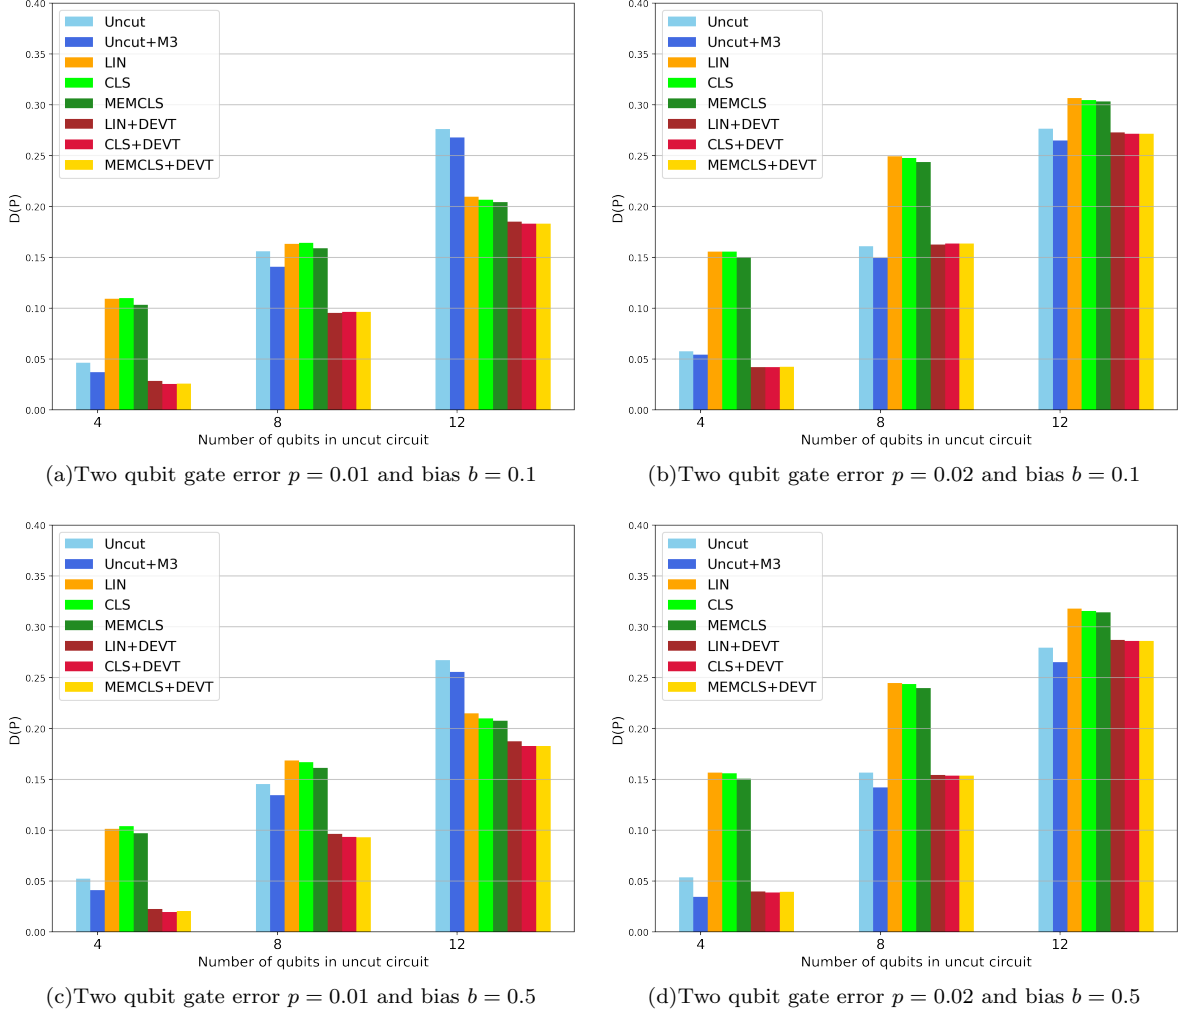 0.40
0.35
0.30
0.25
0.20
0.15
0.10
0.05
0.00
D(P)
Uncut
Uncut+M3
LIN
CLS
MEMCLS
LIN+DEVT
CLS+DEVT
MEMCLS+DEVT
4 8 12
Number of qubits in uncut circuit
(a)Two qubit gate error p = 0.01 and bias b = 0.1
0.40
0.35
0.30
0.25
0.20
0.15
0.10
0.05
0.00
D(P)
Uncut
Uncut+M3
LIN
CLS
MEMCLS
LIN+DEVT
CLS+DEVT
MEMCLS+DEVT
4 8 12
Number of qubits in uncut circuit
(b)Two qubit gate error p = 0.02 and bias b = 0.1
0.40
0.35
0.30
0.25
0.20
0.15
0.10
0.05
0.00
D(P)
Uncut
Uncut+M3
LIN
CLS
MEMCLS
LIN+DEVT
CLS+DEVT
MEMCLS+DEVT
4 8 12
Number of qubits in uncut circuit
(c)Two qubit gate error p = 0.01 and bias b = 0.5
0.40
0.35
0.30
0.25
0.20
0.15
0.10
0.05
0.00
D(P)
Uncut
Uncut+M3
LIN
CLS
MEMCLS
LIN+DEVT
CLS+DEVT
MEMCLS+DEVT
4 8 12
Number of qubits in uncut circuit
(d)Two qubit gate error p = 0.02 and bias b = 0.5